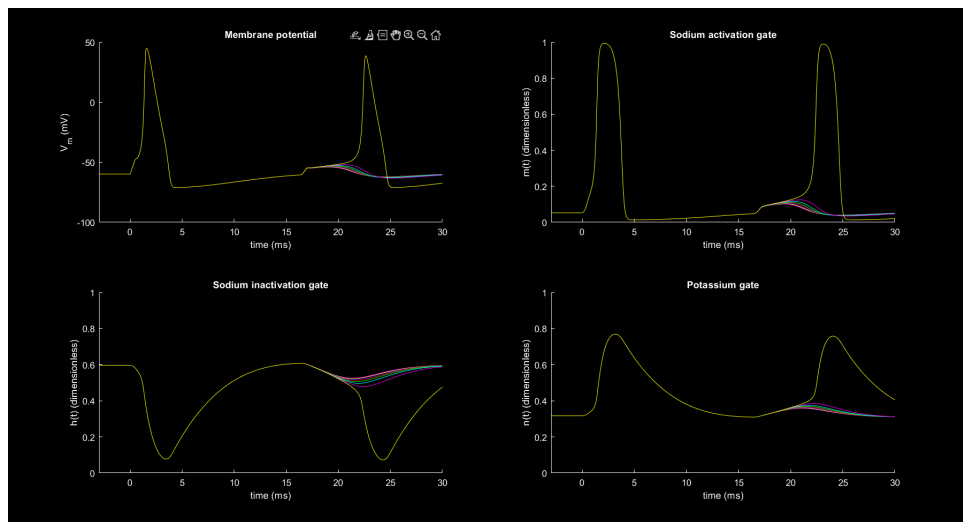 Membrane potential
50
0
-50
-100
V_m (mV)
0 5 10 15 20 25 30
time (ms)
Sodium activation gate
1
0.8
0.6
0.4
0.2
0
m(t) (dimensionless)
0 5 10 15 20 25 30
time (ms)
Sodium inactivation gate
1
0.8
0.6
0.4
0.2
0
h(t) (dimensionless)
0 5 10 15 20 25 30
time (ms)
Potassium gate
1
0.8
0.6
0.4
0.2
0
n(t) (dimensionless)
0 5 10 15 20 25 30
time (ms)